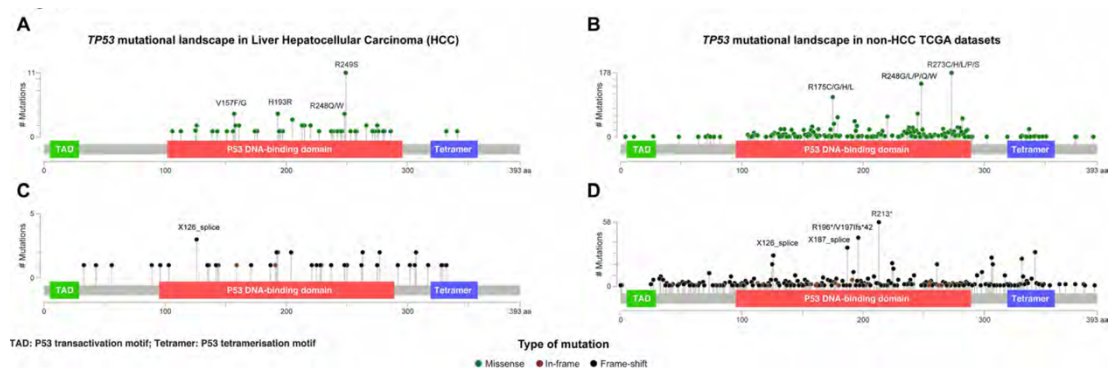 A
TP53 mutational landscape in Liver Hepatocellular Carcinoma (HCC)
11
# Mutations
0
R249S
V157F/G
H193R
R248Q/W
TAD
P53 DNA-binding domain
Tetramer
0
100
200
300
393 aa
B
TP53 mutational landscape in non-HCC TCGA datasets
178
# Mutations
0
R273C/H/L/P/S
R248G/L/P/Q/W
R175C/G/H/L
TAD
P53 DNA-binding domain
Tetramer
0
100
200
300
393 aa
C
5
# Mutations
0
X126_splice
TAD
P53 DNA-binding domain
Tetramer
0
100
200
300
393 aa
D
58
# Mutations
0
R213*
R196*/V197Ifs*42
X187_splice
X126_splice
TAD
P53 DNA-binding domain
Tetramer
0
100
200
300
393 aa
TAD: P53 transactivation motif; Tetramer: P53 tetramerisation motif
Type of mutation
Missense
In-frame
Frame-shift